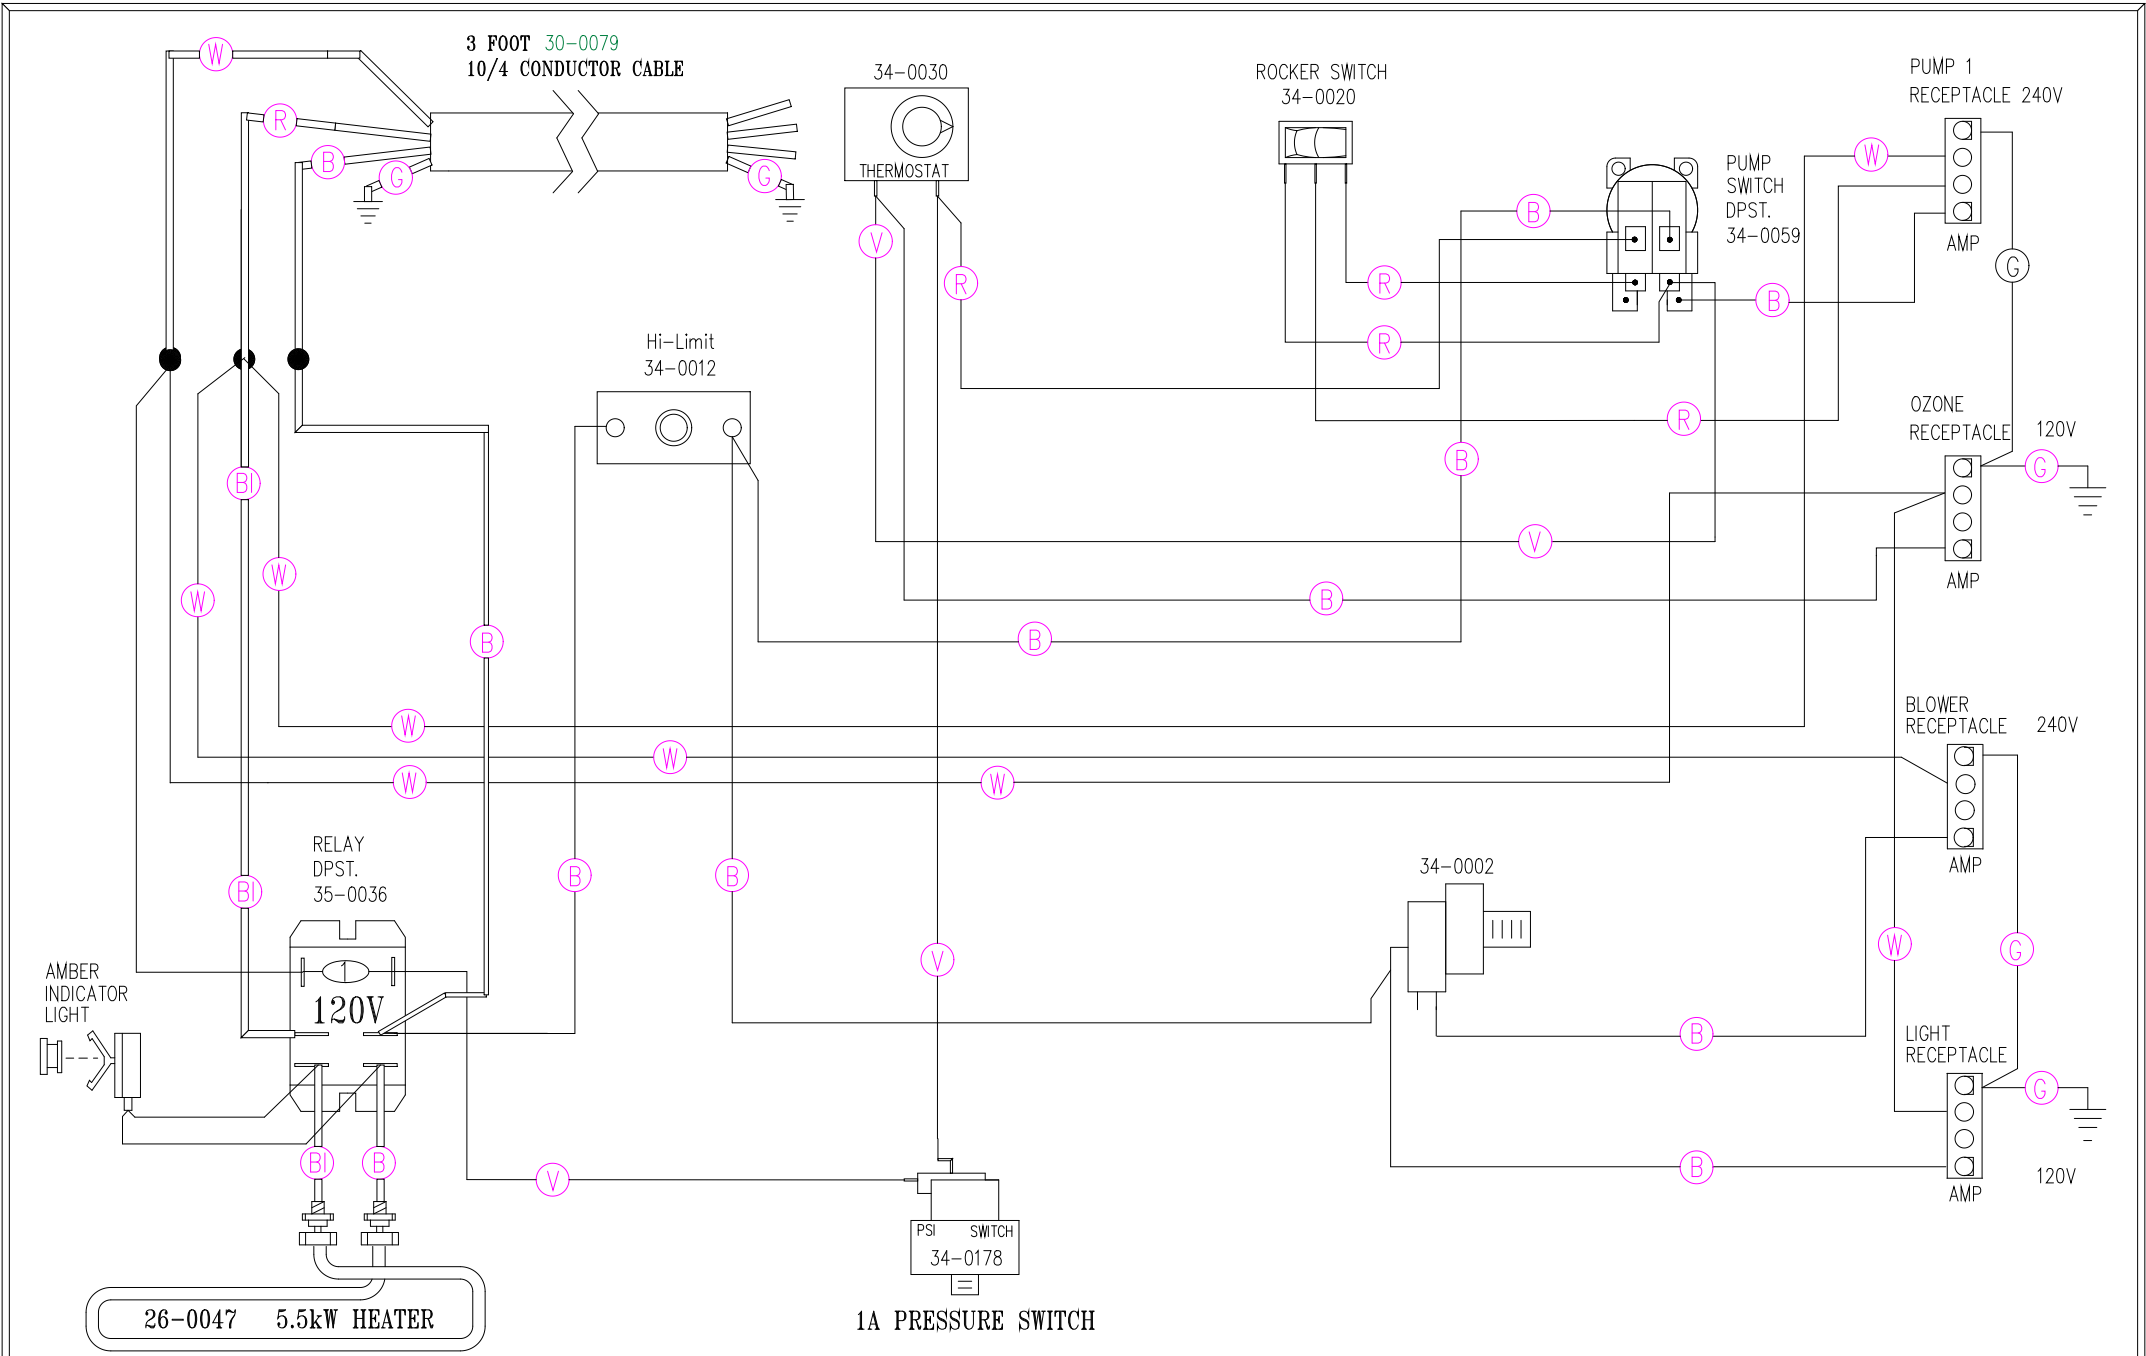 3 FOOT 30-0079
10/4 CONDUCTOR CABLE
W
R
B
G
G
34-0030
THERMOSTAT
V
R
ROCKER SWITCH
34-0020
R
R
R
B
B
B
PUMP
SWITCH
DPST.
34-0059
PUMP 1
RECEPTACLE 240V
W
AMP
G
Hi-Limit
34-0012
OZONE
RECEPTACLE 120V
G
AMP
BI
W
W
B
V
B
B
W
W
W
W
BLOWER
RECEPTACLE 240V
AMP
RELAY
DPST.
35-0036
BI
B
B
34-0002
W
G
V
AMBER
INDICATOR
LIGHT
1
120V
B
LIGHT
RECEPTACLE
G
BI
B
V
B
AMP
120V
PSI SWITCH
34-0178
26-0047 5.5kW HEATER
1A PRESSURE SWITCH